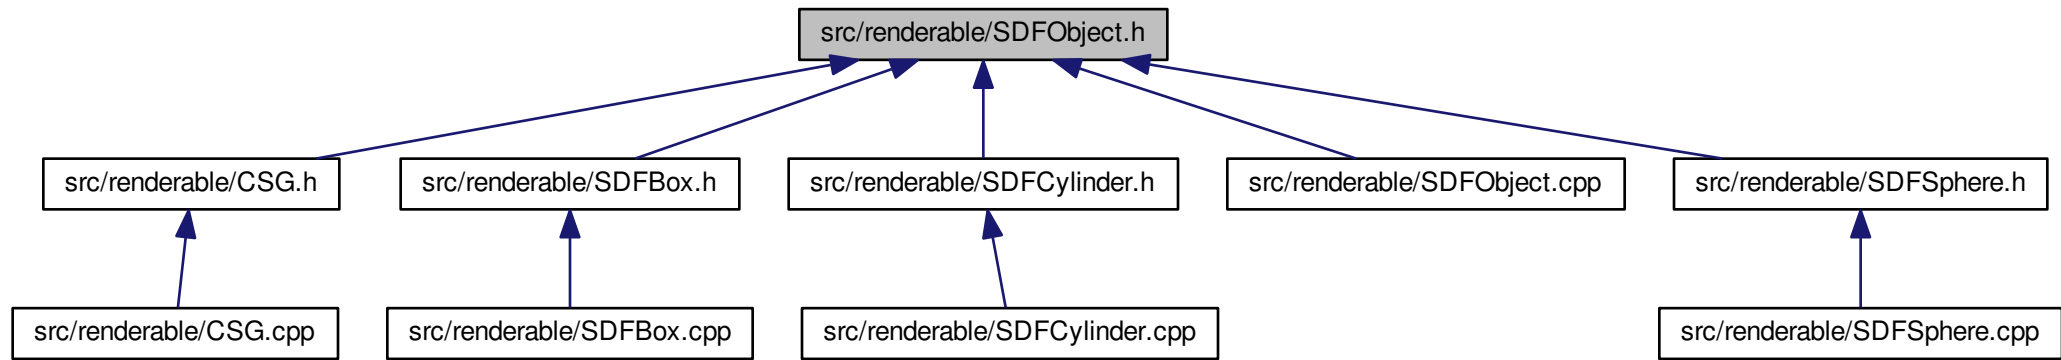 src/renderable/SDFObject.h
src/renderable/CSG.h
src/renderable/SDFBox.h
src/renderable/SDFCylinder.h
src/renderable/SDFObject.cpp
src/renderable/SDFSphere.h
src/renderable/CSG.cpp
src/renderable/SDFBox.cpp
src/renderable/SDFCylinder.cpp
src/renderable/SDFSphere.cpp